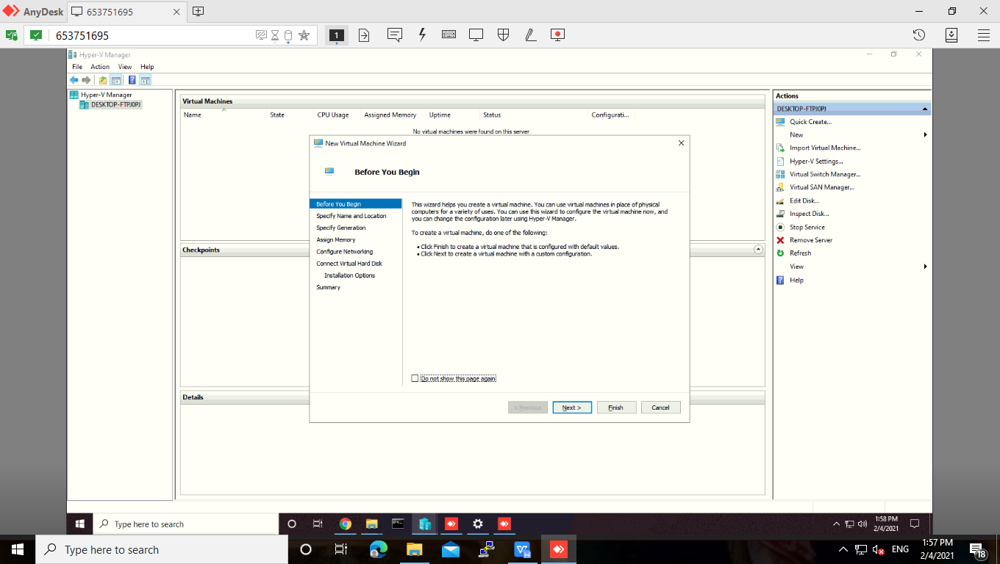 AnyDesk
653751695
653751695
1
Hyper-V Manager
File Action View Help
Hyper-V Manager
DESKTOP-FTPJ0PJ
Virtual Machines
Name State CPU Usage Assigned Memory Uptime Status Configurati...
No virtual machines were found on this server.
Checkpoints
Details
New Virtual Machine Wizard
Before You Begin
Before You Begin
Specify Name and Location
Specify Generation
Assign Memory
Configure Networking
Connect Virtual Hard Disk
Installation Options
Summary
This wizard helps you create a virtual machine. You can use virtual machines in place of physical
computers for a variety of uses. You can use this wizard to configure the virtual machine now, and
you can change the configuration later using Hyper-V Manager.
To create a virtual machine, do one of the following:
• Click Finish to create a virtual machine that is configured with default values.
• Click Next to create a virtual machine with a custom configuration.
Do not show this page again
< Previous Next > Finish Cancel
Actions
DESKTOP-FTPJ0PJ
Quick Create...
New
Import Virtual Machine...
Hyper-V Settings...
Virtual Switch Manager...
Virtual SAN Manager...
Edit Disk...
Inspect Disk...
Stop Service
Remove Server
Refresh
View
Help
Type here to search
1:58 PM
2/4/2021
Type here to search
ENG
1:57 PM
2/4/2021
18